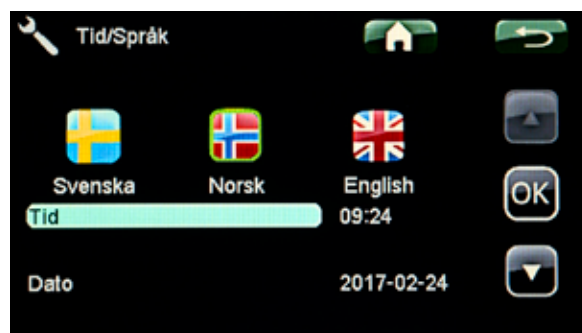 Tid/Språk
Svenska Norsk English
Tid 09:24
OK
Dato 2017-02-24